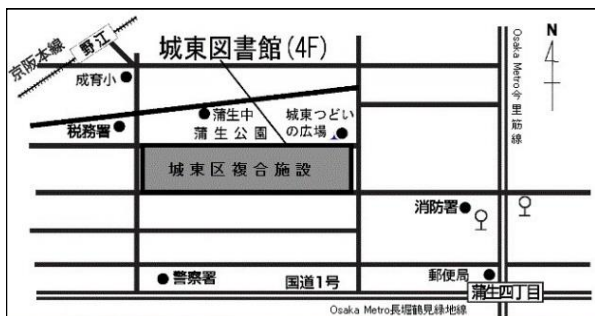 京阪本線
野江
城東図書館(4F)
N
Osaka Metro今里筋線
成育小
蒲生中
城東つどいの広場
税務署
蒲生公園
城東区複合施設
消防署
警察署
国道1号
郵便局
蒲生四丁目
Osaka Metro長堀鶴見緑地線